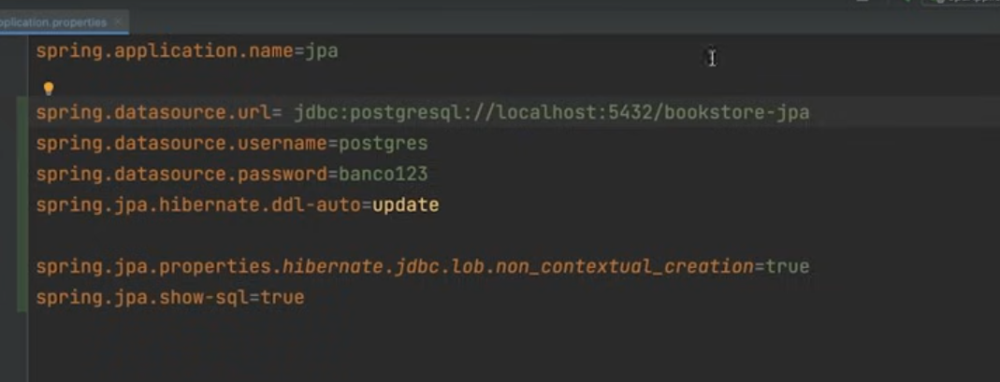 application.properties
spring.application.name=jpa
spring.datasource.url= jdbc:postgresql://localhost:5432/bookstore-jpa
spring.datasource.username=postgres
spring.datasource.password=banco123
spring.jpa.hibernate.ddl-auto=update
spring.jpa.properties.hibernate.jdbc.lob.non_contextual_creation=true
spring.jpa.show-sql=true